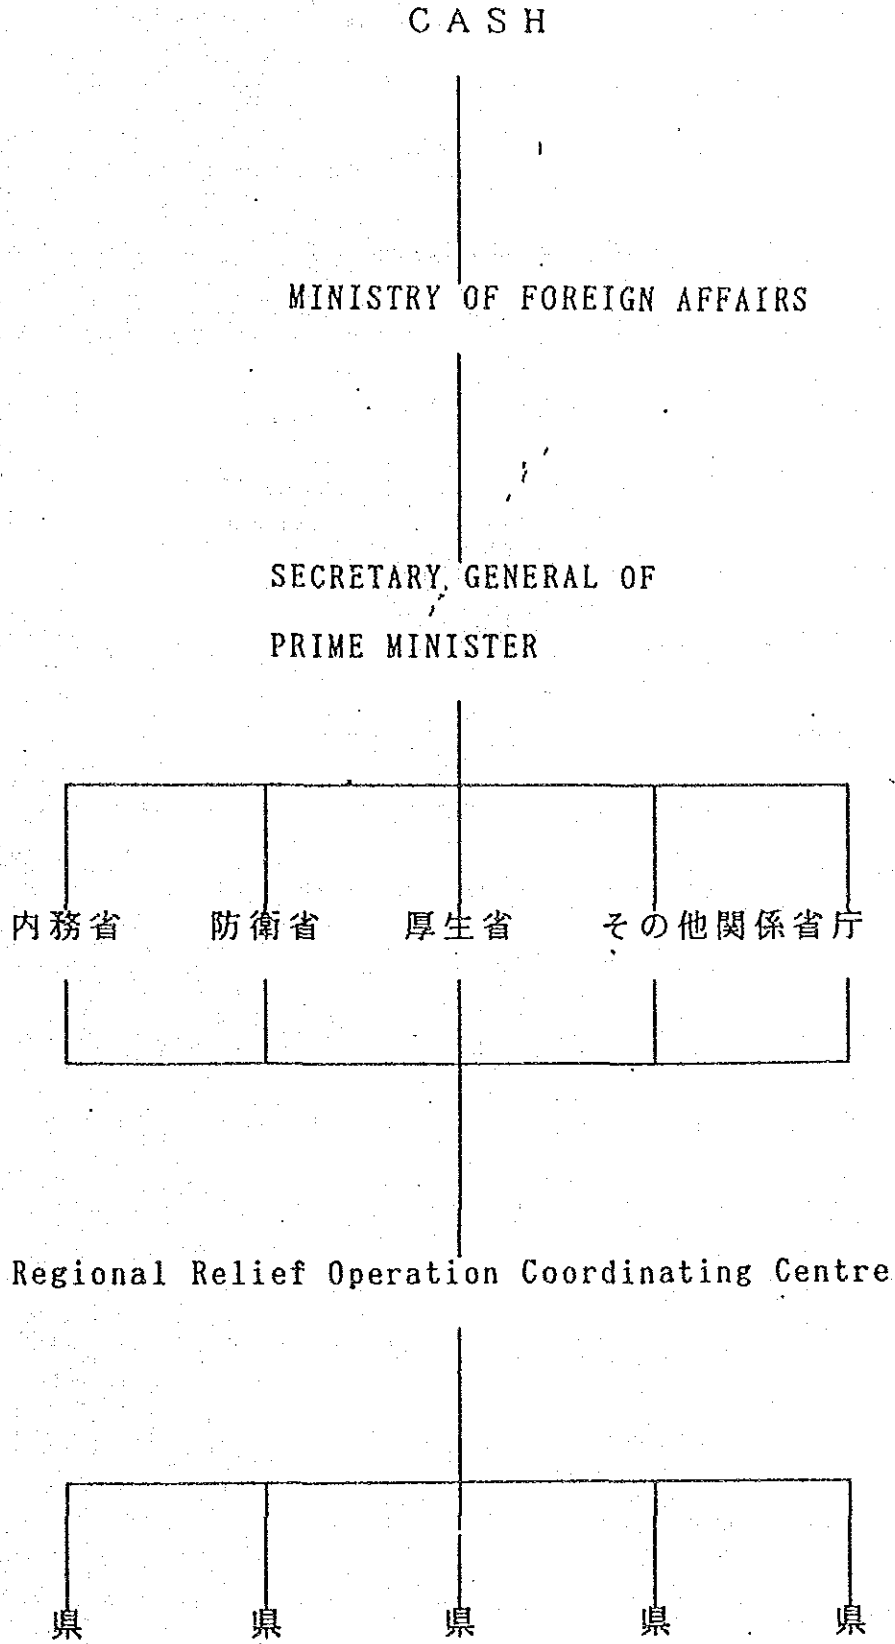 CASH
MINISTRY OF FOREIGN AFFAIRS
SECRETARY GENERAL OF
PRIME MINISTER
内務省 防衛省 厚生省 その他関係省庁
Regional Relief Operation Coordinating Centre
県 県 県 県 県